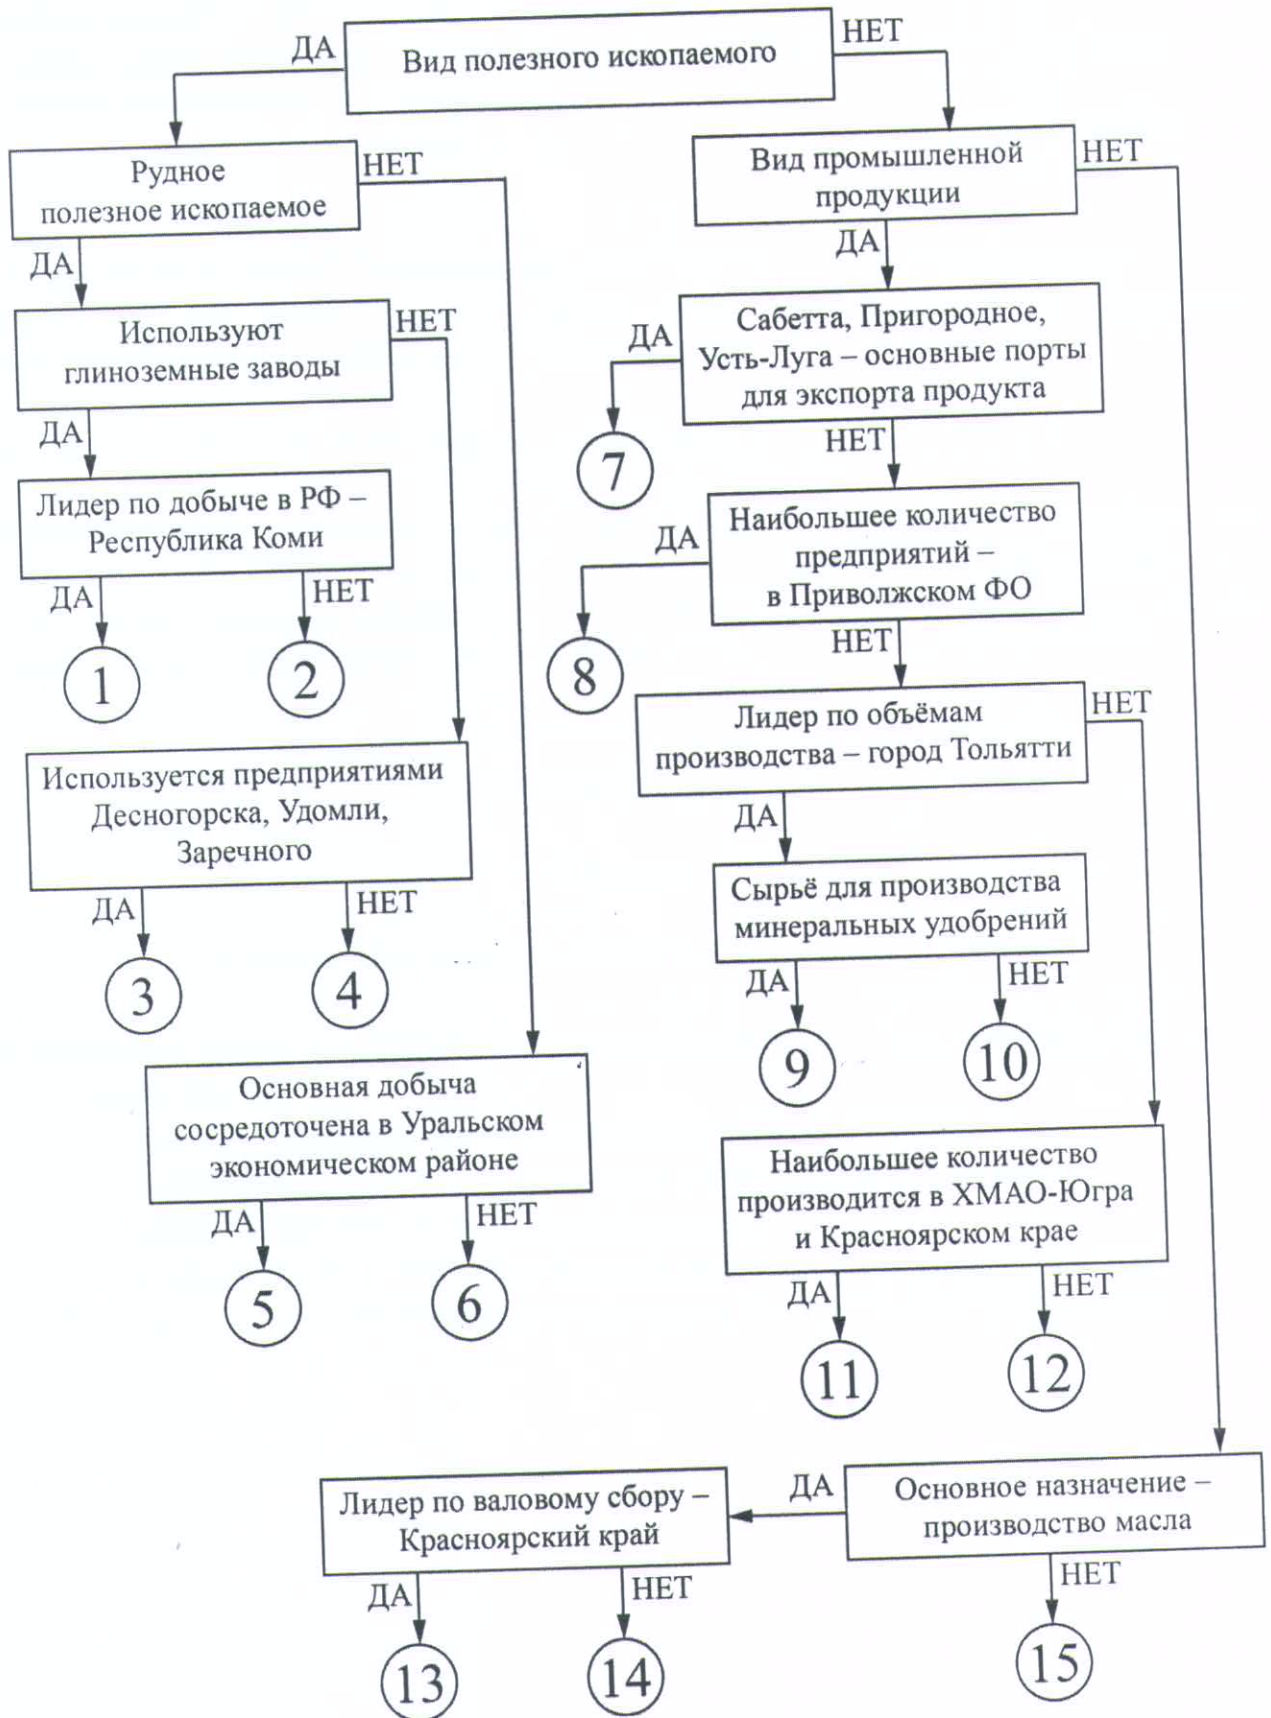 ДА
Вид полезного ископаемого
НЕТ
Рудное
полезное ископаемое
НЕТ
ДА
Используют
глиноземные заводы
НЕТ
ДА
Лидер по добыче в РФ –
Республика Коми
ДА
НЕТ
1
2
Используется предприятиями
Десногорска, Удомли,
Заречного
ДА
НЕТ
3
4
Основная добыча
сосредоточена в Уральском
экономическом районе
ДА
НЕТ
5
6
Вид промышленной
продукции
НЕТ
ДА
Сабетта, Пригородное,
Усть-Луга – основные порты
для экспорта продукта
ДА
НЕТ
7
Наибольшее количество
предприятий –
в Приволжском ФО
ДА
НЕТ
8
Лидер по объёмам
производства – город Тольятти
НЕТ
ДА
Сырьё для производства
минеральных удобрений
ДА
НЕТ
9
10
Наибольшее количество
производится в ХМАО-Югра
и Красноярском крае
ДА
НЕТ
11
12
Основное назначение –
производство масла
ДА
НЕТ
Лидер по валовому сбору –
Красноярский край
ДА
НЕТ
13
14
15